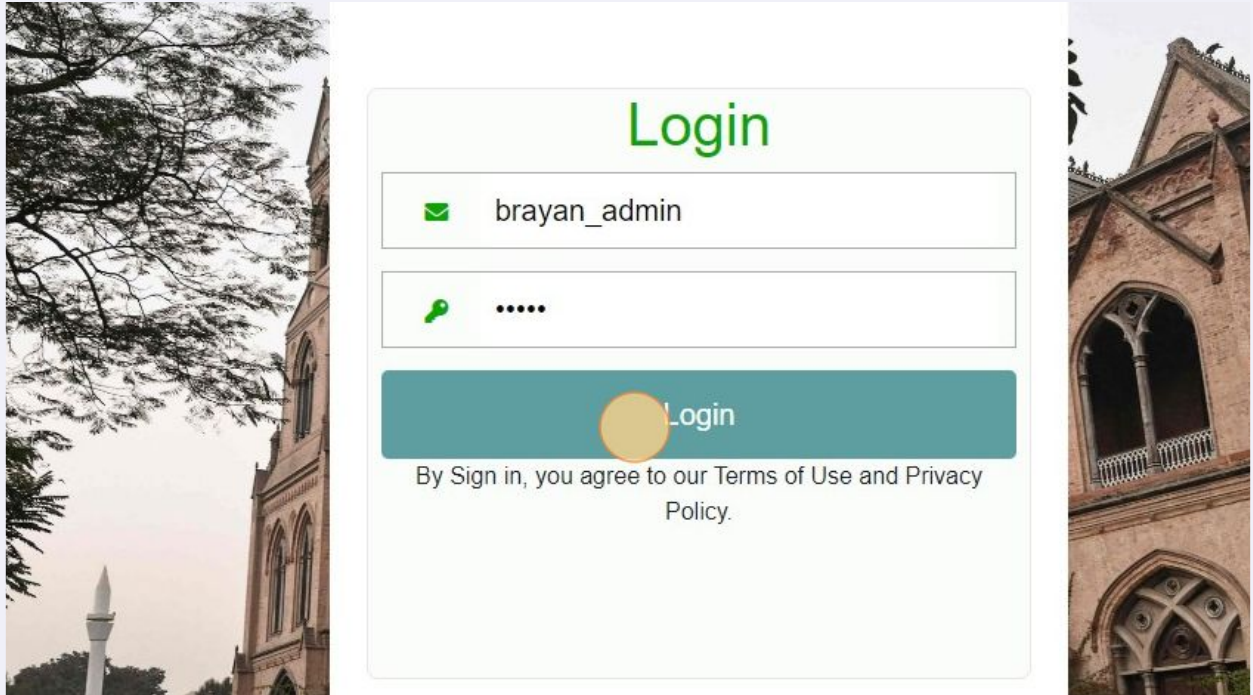 Login
brayan_admin
•••••
Login
By Sign in, you agree to our Terms of Use and Privacy
Policy.